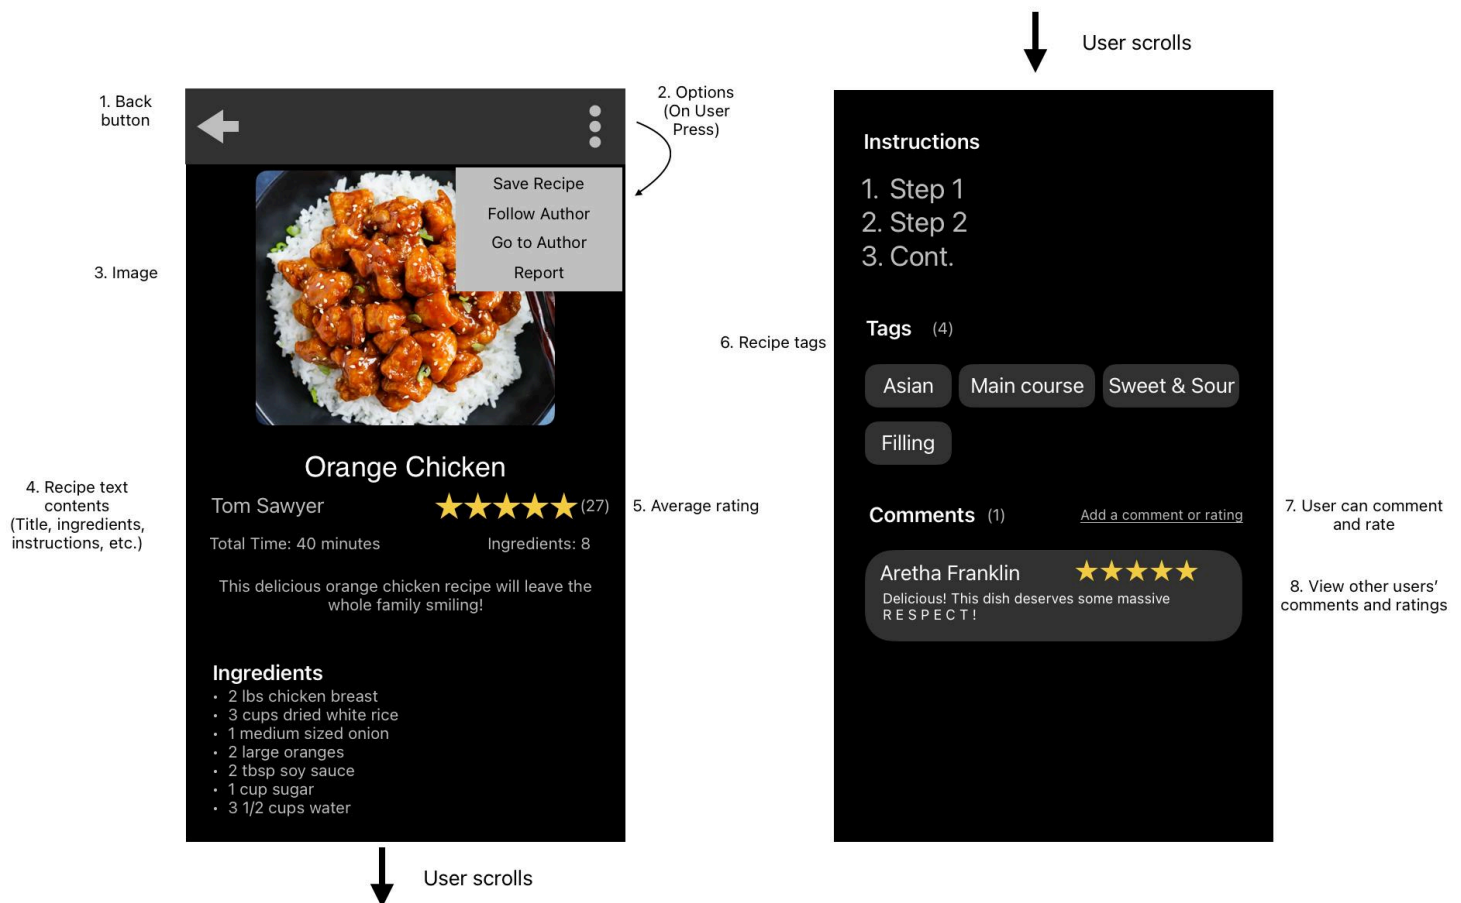 User scrolls
1. Back
button
2. Options
(On User
Press)
Save Recipe
Follow Author
Go to Author
Report
3. Image
Orange Chicken
4. Recipe text
contents
(Title, ingredients,
instructions, etc.)
Tom Sawyer
(27)
5. Average rating
Total Time: 40 minutes
Ingredients: 8
This delicious orange chicken recipe will leave the
whole family smiling!
Ingredients
• 2 lbs chicken breast
• 3 cups dried white rice
• 1 medium sized onion
• 2 large oranges
• 2 tbsp soy sauce
• 1 cup sugar
• 3 1/2 cups water
User scrolls
Instructions
1. Step 1
2. Step 2
3. Cont.
6. Recipe tags
Tags (4)
Asian
Main course
Sweet & Sour
Filling
Comments (1)
Add a comment or rating
7. User can comment
and rate
Aretha Franklin
Delicious! This dish deserves some massive
R E S P E C T !
8. View other users’
comments and ratings